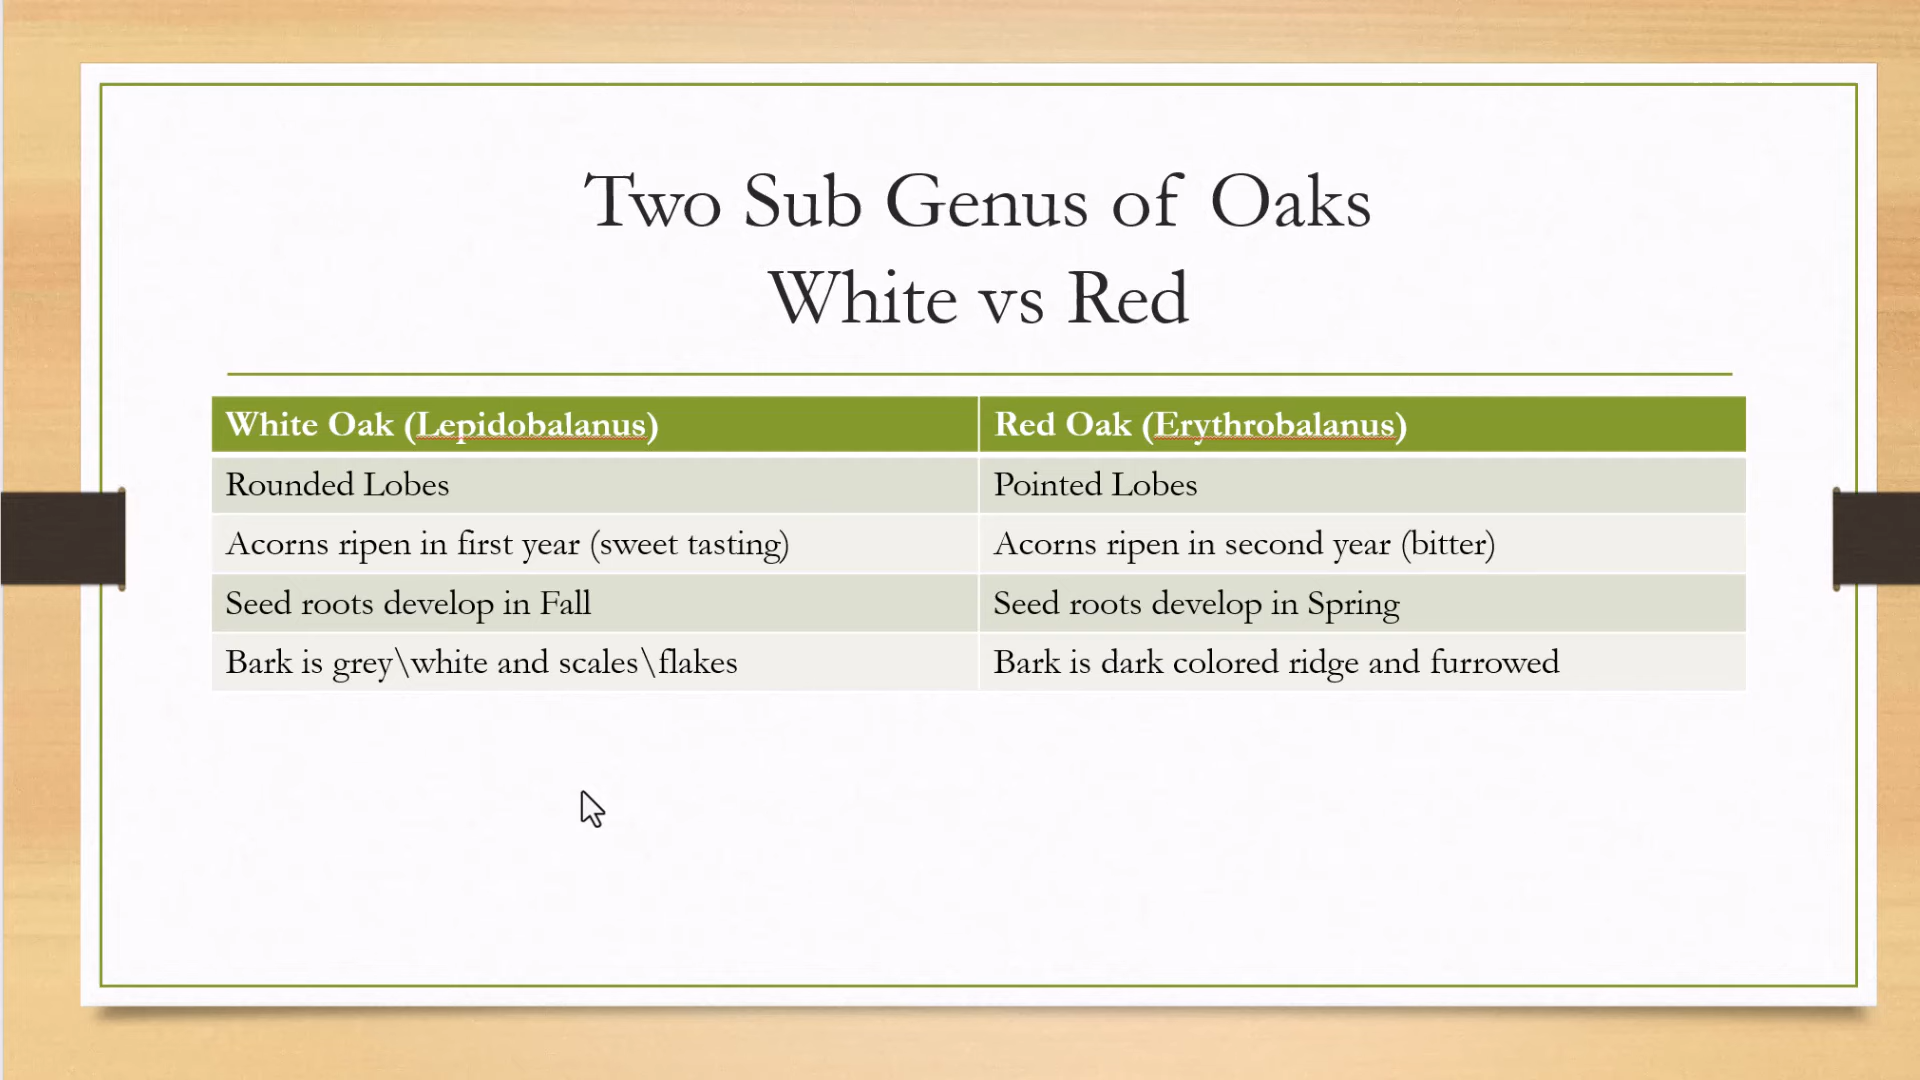 Two Sub Genus of Oaks
White vs Red
White Oak (Lepidobalanus)
Red Oak (Erythrobalanus)
Rounded Lobes
Pointed Lobes
Acorns ripen in first year (sweet tasting)
Acorns ripen in second year (bitter)
Seed roots develop in Fall
Seed roots develop in Spring
Bark is grey\white and scales\flakes
Bark is dark colored ridge and furrowed